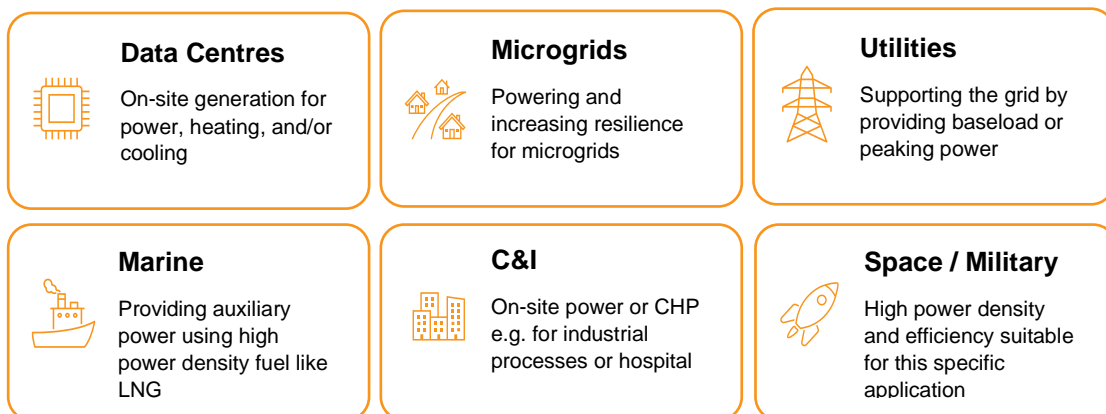 Data Centres
On-site generation for
power, heating, and/or
cooling
Microgrids
Powering and
increasing resilience
for microgrids
Utilities
Supporting the grid by
providing baseload or
peaking power
Marine
Providing auxiliary
power using high
power density fuel like
LNG
C&I
On-site power or CHP
e.g. for industrial
processes or hospital
Space / Military
High power density
and efficiency suitable
for this specific
application